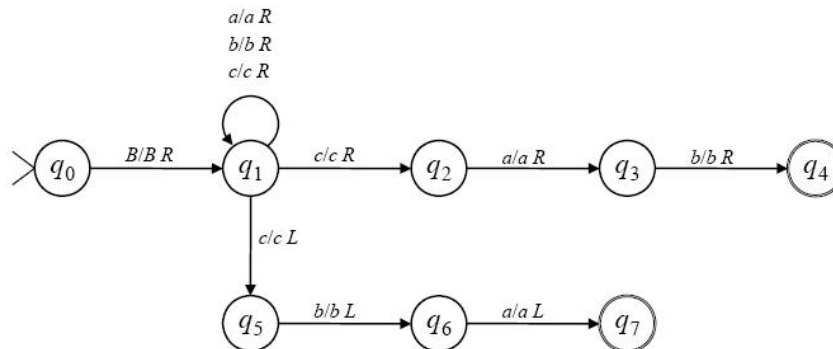 a/a R
b/b R
c/c R
q0 B/B R q1 c/c R q2 a/a R q3 b/b R q4
c/c L
q5 b/b L q6 a/a L q7